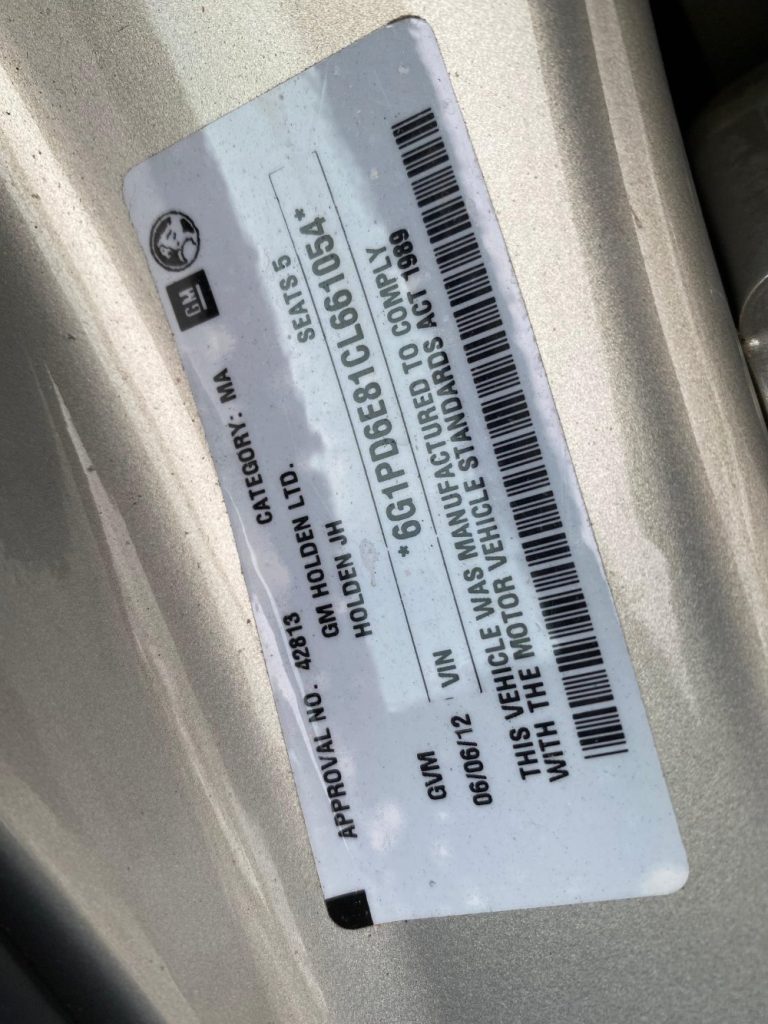 APPROVAL NO. 42813 CATEGORY: MA
GM
GM HOLDEN LTD.
HOLDEN JH SEATS 5
GVM
06/06/12 VIN *6G1PD6E81CL661054*
THIS VEHICLE WAS MANUFACTURED TO COMPLY
WITH THE MOTOR VEHICLE STANDARDS ACT 1989